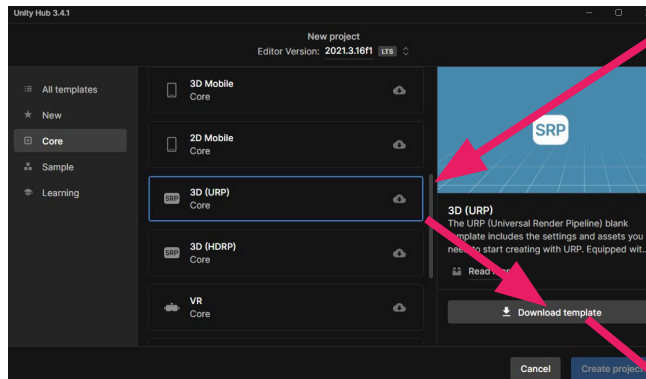 Unity Hub 3.4.1
New project
Editor Version: 2021.3.16f1 LTS
All templates
New
Core
Sample
Learning
3D Mobile
Core
2D Mobile
Core
SRP
3D (URP)
Core
SRP
3D (HDRP)
Core
VR
Core
SRP
3D (URP)
The URP (Universal Render Pipeline) blank
template includes the settings and assets you
need to start creating with URP. Equipped wit...
Read more
Download template
Cancel
Create project